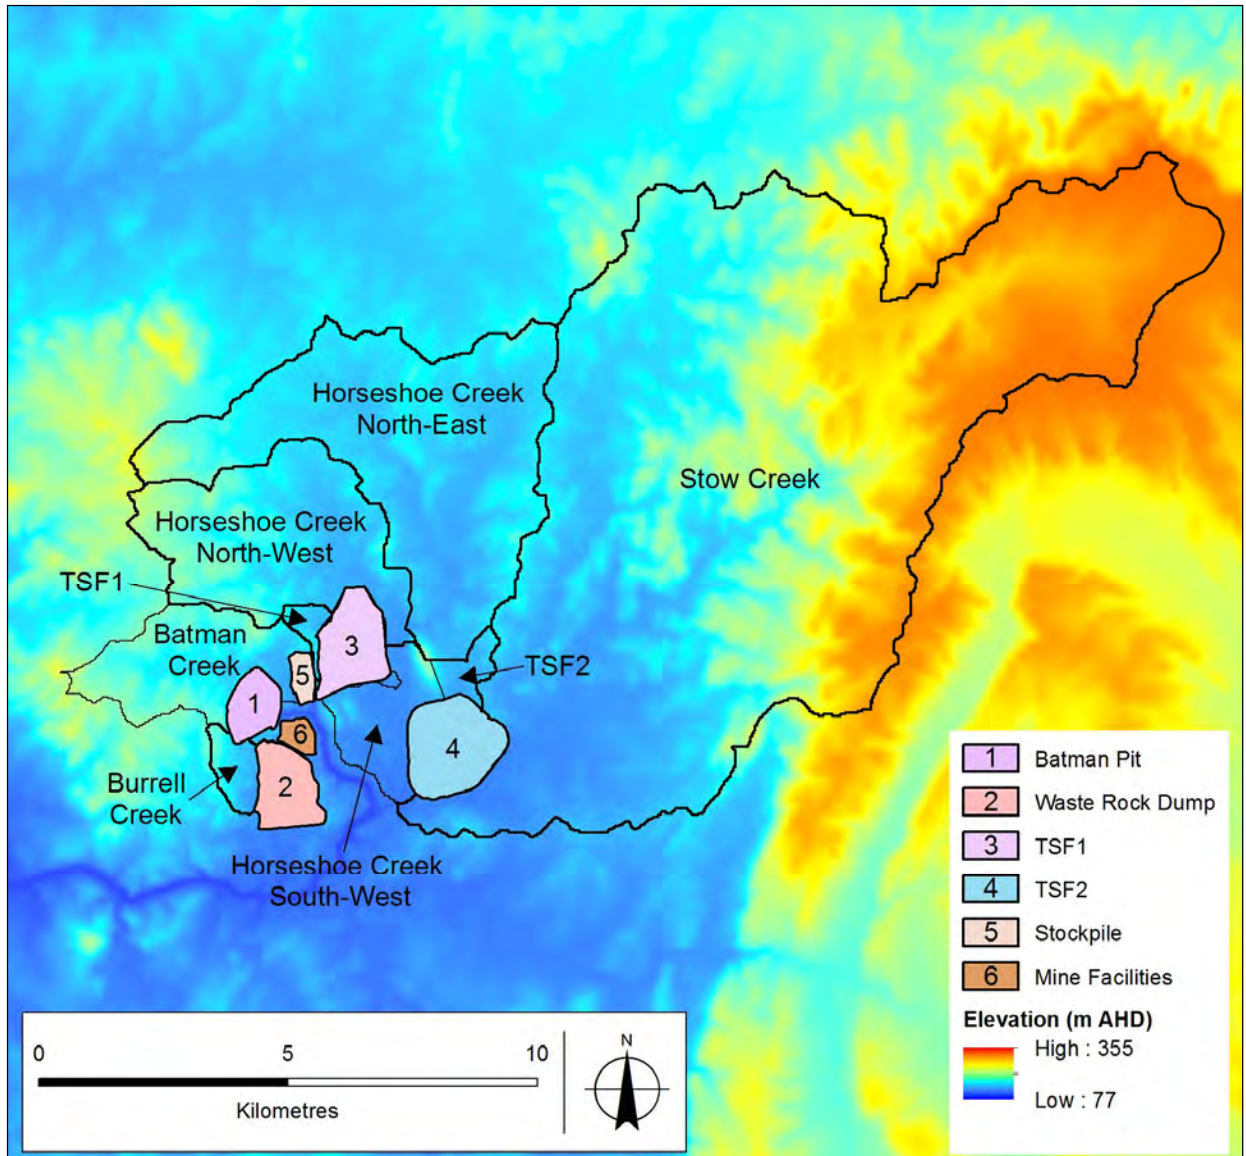 Horseshoe Creek
North-East
Stow Creek
Horseshoe Creek
North-West
TSF1
Batman
Creek
3
5
TSF2
1
6
4
2
Burrell
Creek
Horseshoe Creek
South-West
1 Batman Pit
2 Waste Rock Dump
3 TSF1
4 TSF2
5 Stockpile
6 Mine Facilities
Elevation (m AHD)
High : 355
Low : 77
0 5 10
Kilometres
N